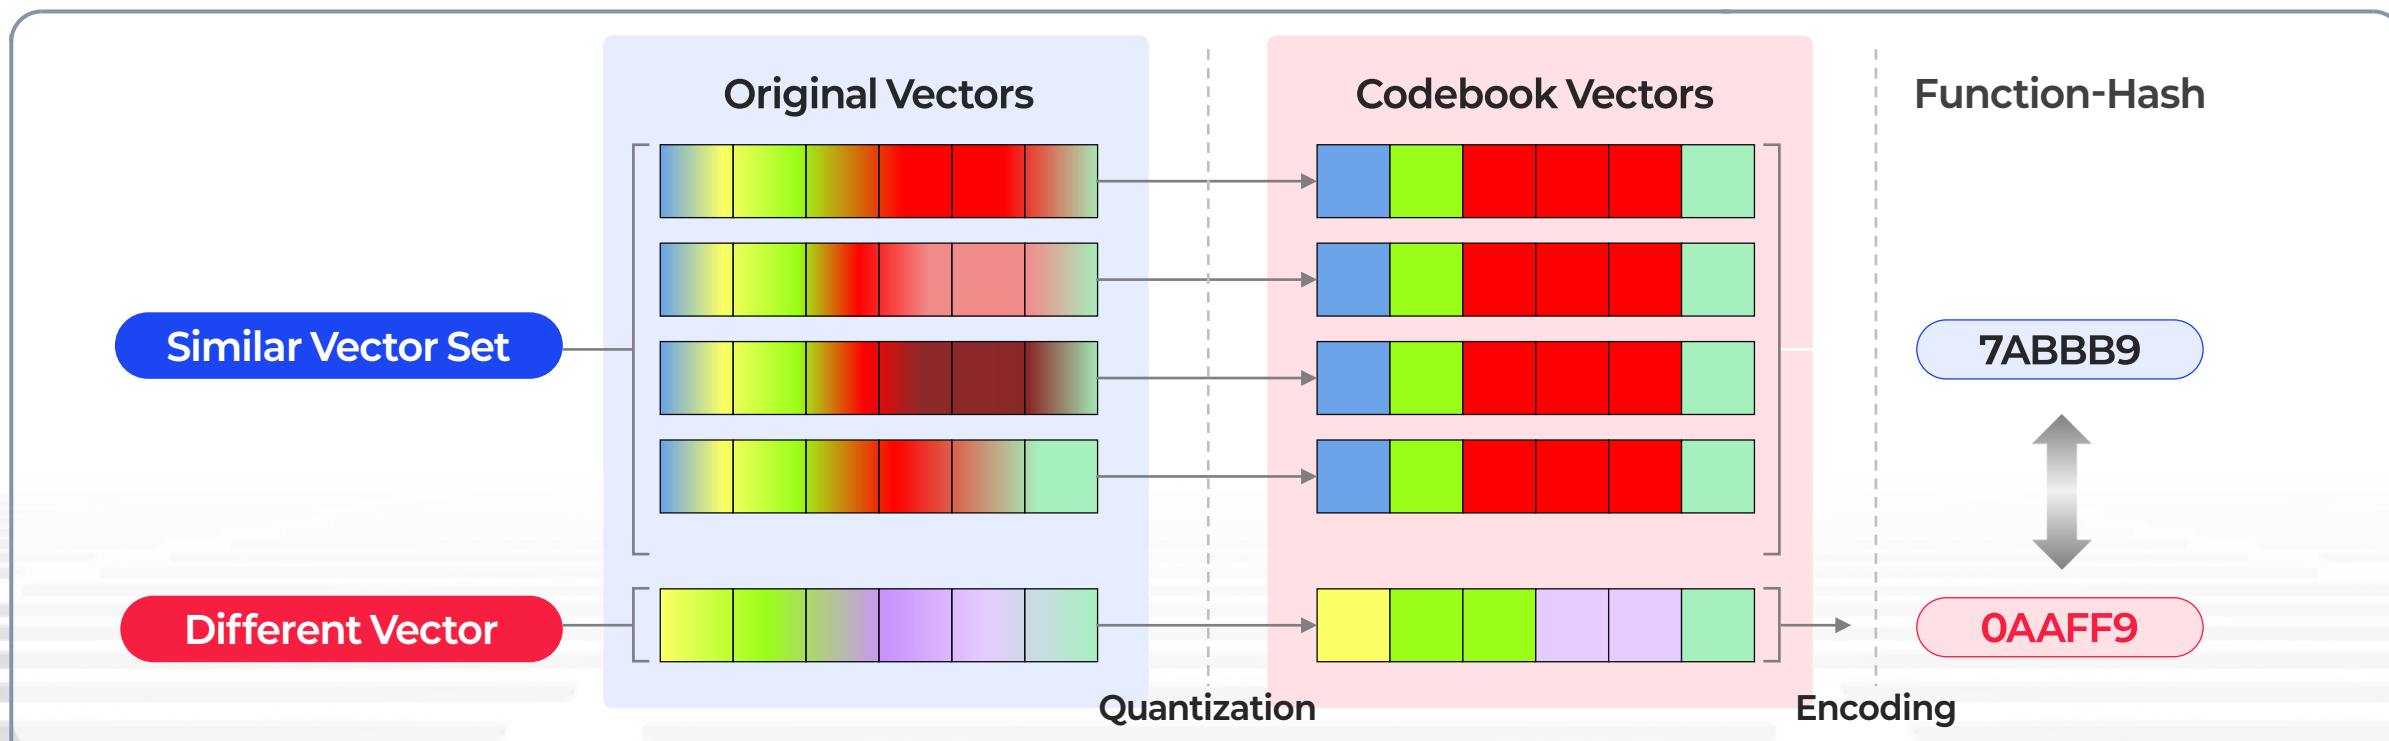 Original Vectors
Codebook Vectors
Function-Hash
Similar Vector Set
7ABBB9
Different Vector
0AAFF9
Quantization
Encoding